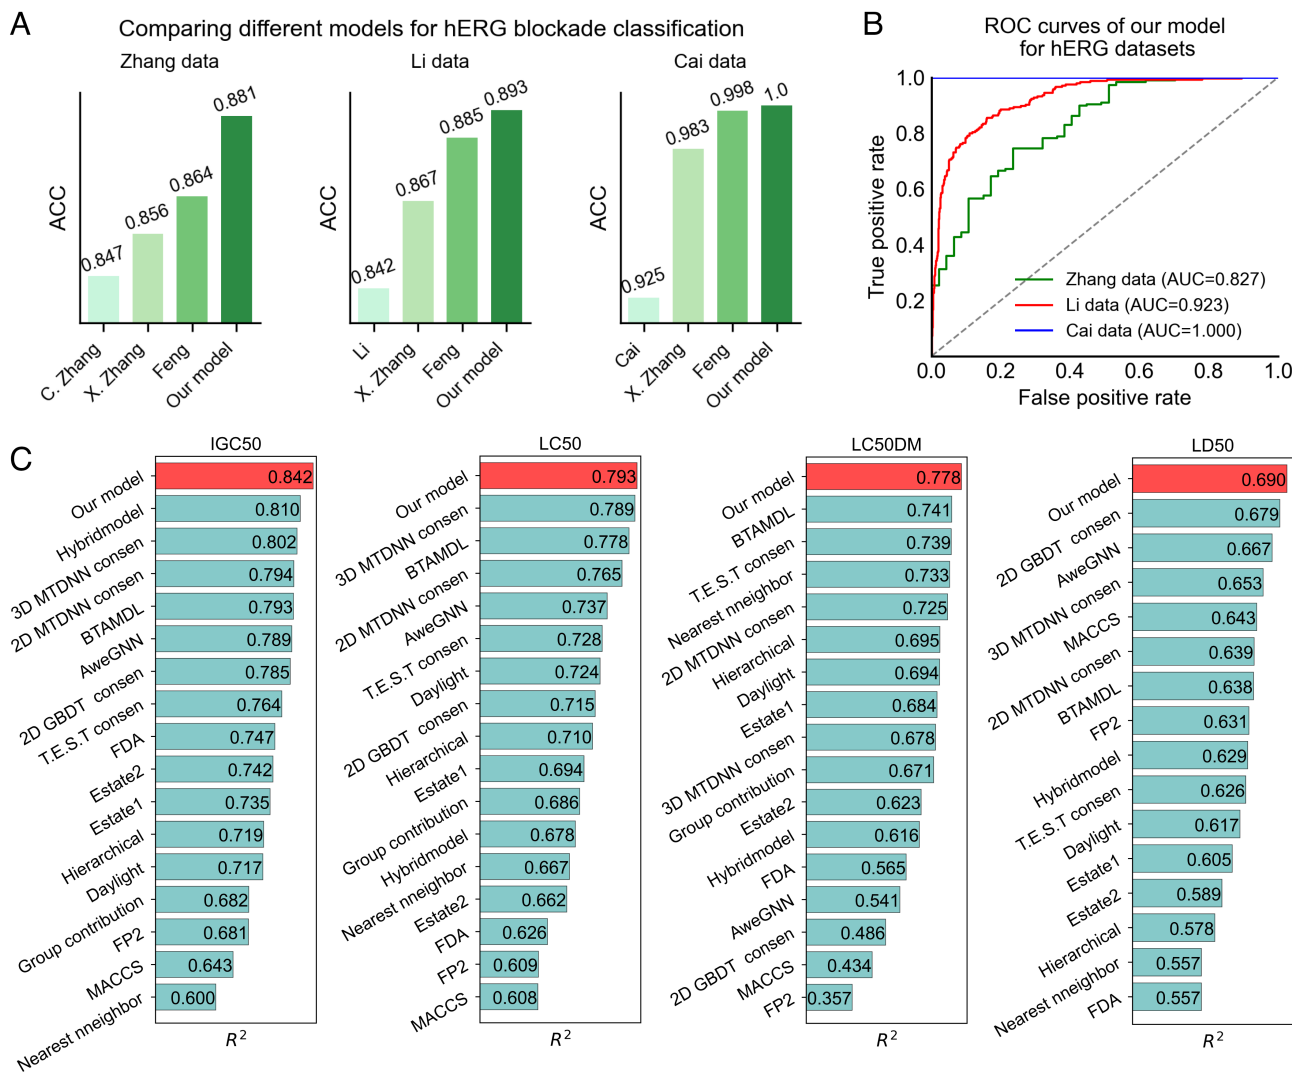 A
Comparing different models for hERG blockade classification
Zhang data
ACC
0.847
0.856
0.864
0.881
C. Zhang
X. Zhang
Feng
Our model
Li data
ACC
0.842
0.867
0.885
0.893
Li
X. Zhang
Feng
Our model
Cai data
ACC
0.925
0.983
0.998
1.0
Cai
X. Zhang
Feng
Our model
B
ROC curves of our model
for hERG datasets
True positive rate
1.0
0.8
0.6
0.4
0.2
Zhang data (AUC=0.827)
Li data (AUC=0.923)
Cai data (AUC=1.000)
0.0 0.2 0.4 0.6 0.8 1.0
False positive rate
C
IGC50
Our model 0.842
Hybridmodel 0.810
3D MTDNN consen 0.802
2D MTDNN consen 0.794
BTAMDL 0.793
AweGNN 0.789
2D GBDT consen 0.785
T.E.S.T consen 0.764
FDA 0.747
Estate2 0.742
Estate1 0.735
Hierarchical 0.719
Daylight 0.717
Group contribution 0.682
FP2 0.681
MACCS 0.643
Nearest nneighbor 0.600
R²
LC50
Our model 0.793
3D MTDNN consen 0.789
BTAMDL 0.778
2D MTDNN consen 0.765
AweGNN 0.737
T.E.S.T consen 0.728
Daylight 0.724
2D GBDT consen 0.715
Hierarchical 0.710
Estate1 0.694
Group contribution 0.686
Hybridmodel 0.678
Nearest nneighbor 0.667
Estate2 0.662
FDA 0.626
FP2 0.609
MACCS 0.608
R²
LC50DM
Our model 0.778
BTAMDL 0.741
T.E.S.T consen 0.739
Nearest nneighbor 0.733
2D MTDNN consen 0.725
Hierarchical 0.695
Daylight 0.694
Estate1 0.684
3D MTDNN consen 0.678
Group contribution 0.671
Estate2 0.623
Hybridmodel 0.616
FDA 0.565
AweGNN 0.541
2D GBDT consen 0.486
MACCS 0.434
FP2 0.357
R²
LD50
Our model 0.690
2D GBDT consen 0.679
AweGNN 0.667
3D MTDNN consen 0.653
MACCS 0.643
2D MTDNN consen 0.639
BTAMDL 0.638
FP2 0.631
Hybridmodel 0.629
T.E.S.T consen 0.626
Daylight 0.617
Estate1 0.605
Estate2 0.589
Hierarchical 0.578
Nearest nneighbor 0.557
FDA 0.557
R²